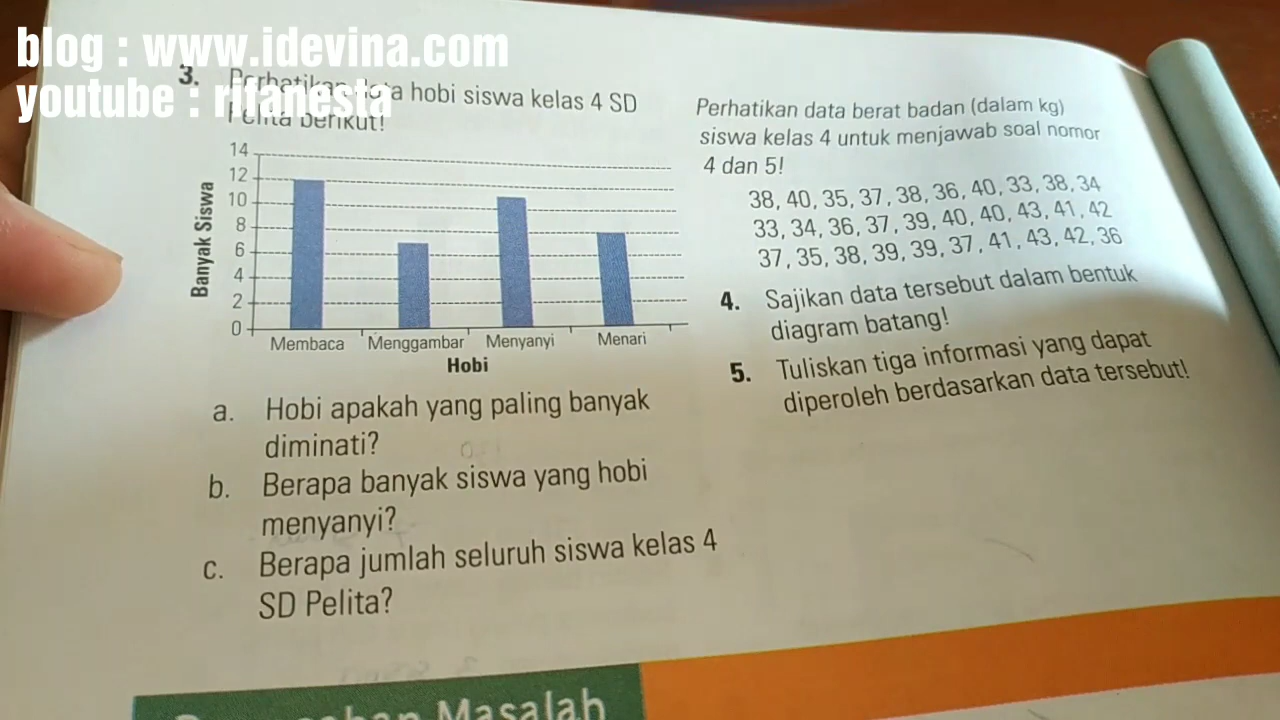 blog : www.idevina.com
youtube : rifanesta
3. Perhatikan data hobi siswa kelas 4 SD
Pelita berikut!
14
12
10
8
6
4
2
0
Banyak Siswa
Membaca Menggambar Menyanyi Menari
Hobi
a. Hobi apakah yang paling banyak
diminati?
b. Berapa banyak siswa yang hobi
menyanyi?
c. Berapa jumlah seluruh siswa kelas 4
SD Pelita?
Perhatikan data berat badan (dalam kg)
siswa kelas 4 untuk menjawab soal nomor
4 dan 5!
38, 40, 35, 37, 38, 36, 40, 33, 38, 34
33, 34, 36, 37, 39, 40, 40, 43, 41, 42
37, 35, 38, 39, 39, 37, 41, 43, 42, 36
4. Sajikan data tersebut dalam bentuk
diagram batang!
5. Tuliskan tiga informasi yang dapat
diperoleh berdasarkan data tersebut!
Masalah